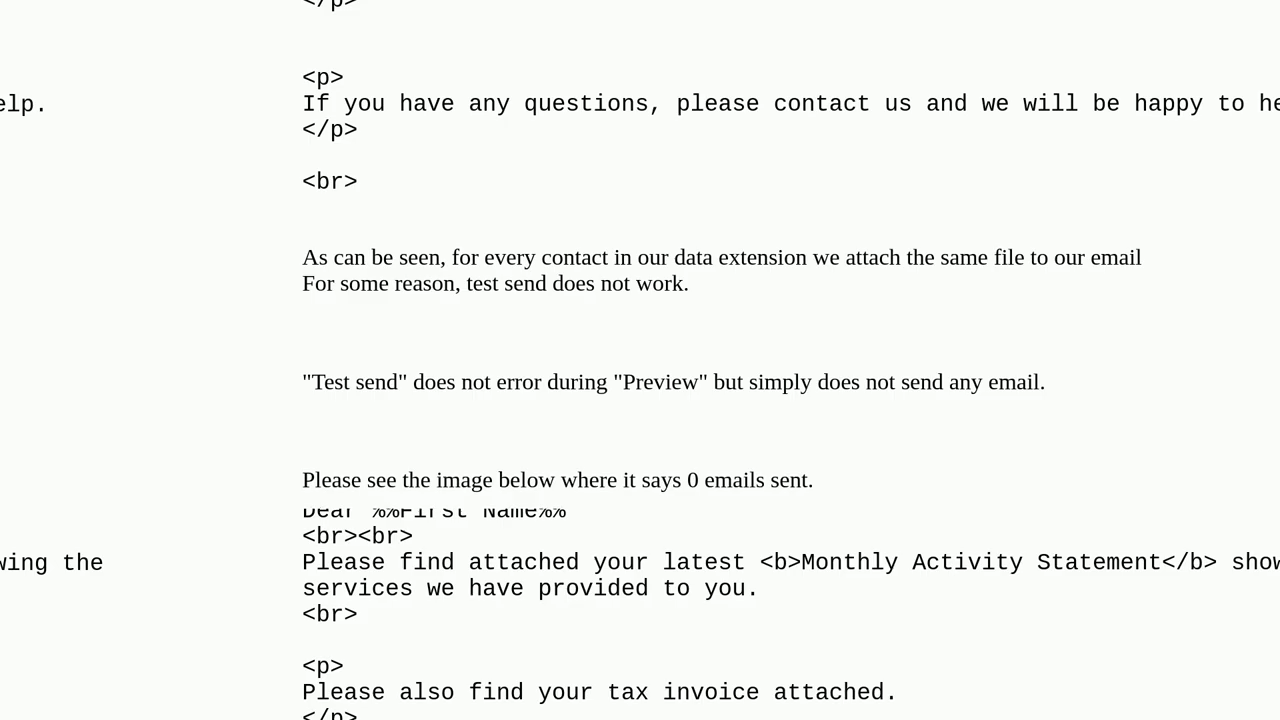 </p>
<p>
elp. If you have any questions, please contact us and we will be happy to he
</p>
<br>
As can be seen, for every contact in our data extension we attach the same file to our email
For some reason, test send does not work.
"Test send" does not error during "Preview" but simply does not send any email.
Please see the image below where it says 0 emails sent.
Dear %%First Name%%
<br><br>
wing the Please find attached your latest <b>Monthly Activity Statement</b> show
services we have provided to you.
<br>
<p>
Please also find your tax invoice attached.
</p>